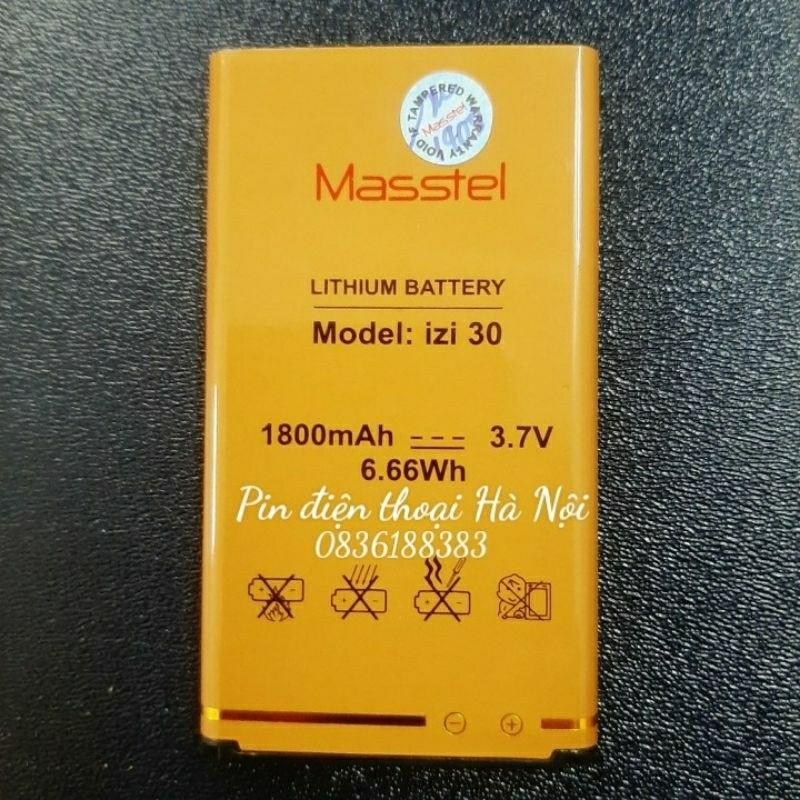 WARRANTY VOID IF TAMPERED
Masstel
Masstel
LITHIUM BATTERY
Model: izi 30
1800mAh --- 3.7V
6.66Wh
Pin điện thoại Hà Nội
0836188383